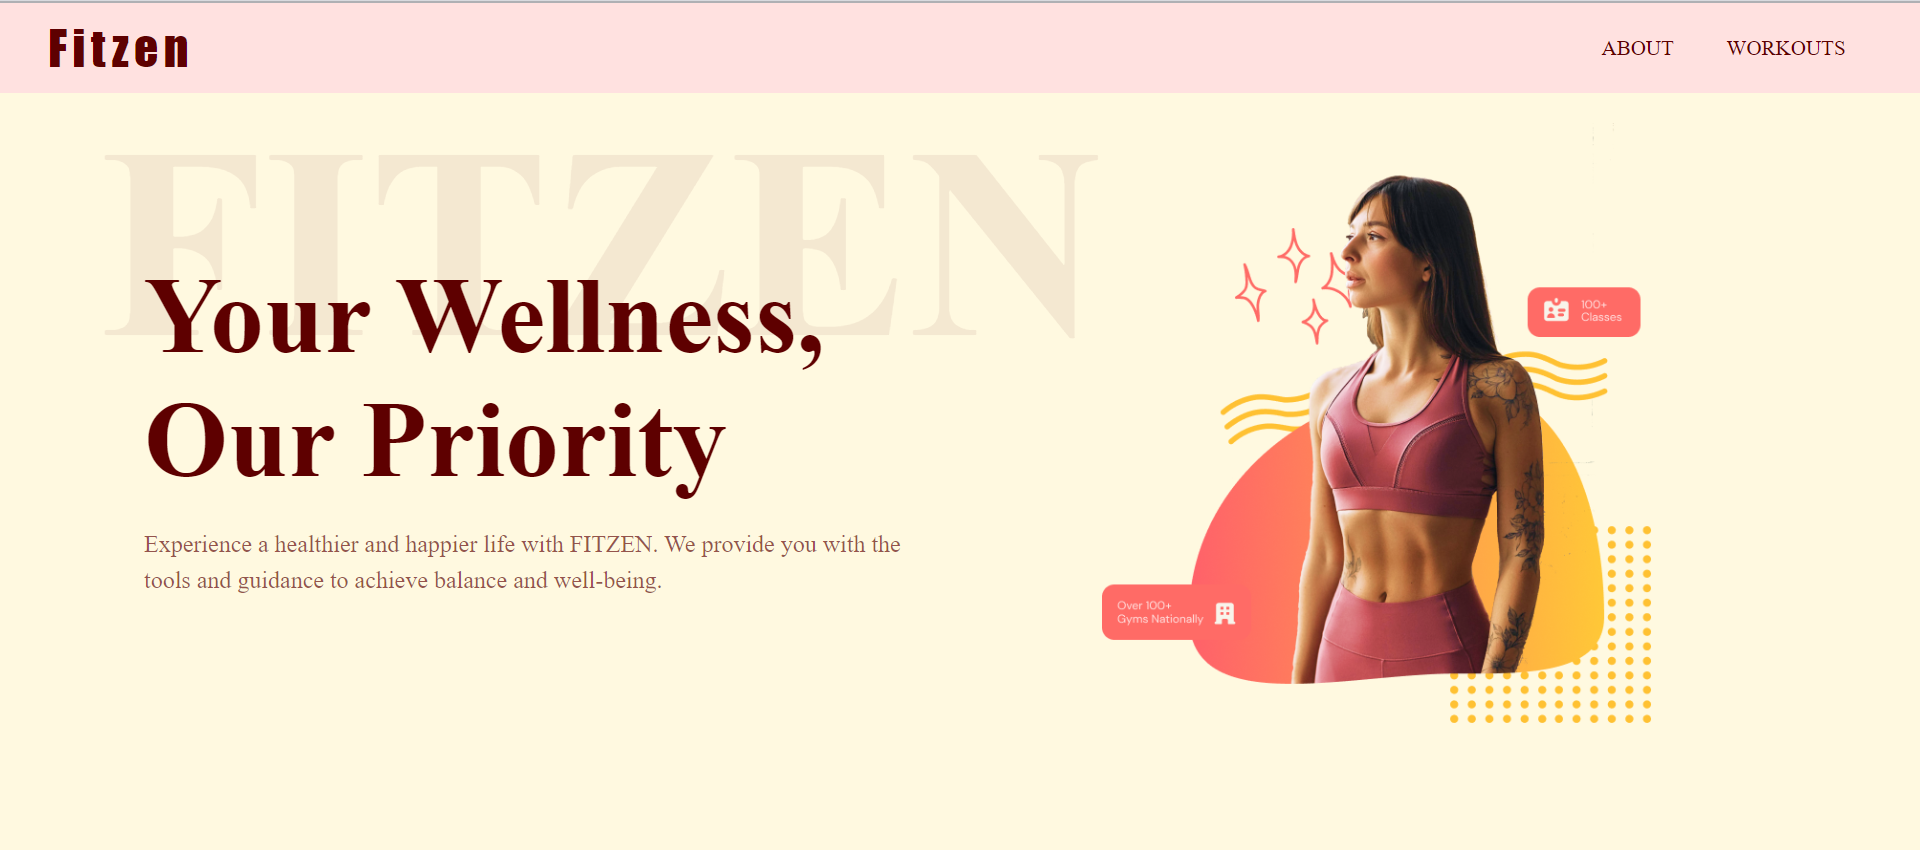 Fitzen
ABOUT
WORKOUTS
FITZEN
Your Wellness,
Our Priority
Experience a healthier and happier life with FITZEN. We provide you with the
tools and guidance to achieve balance and well-being.
100+
Classes
Over 100+
Gyms Nationally